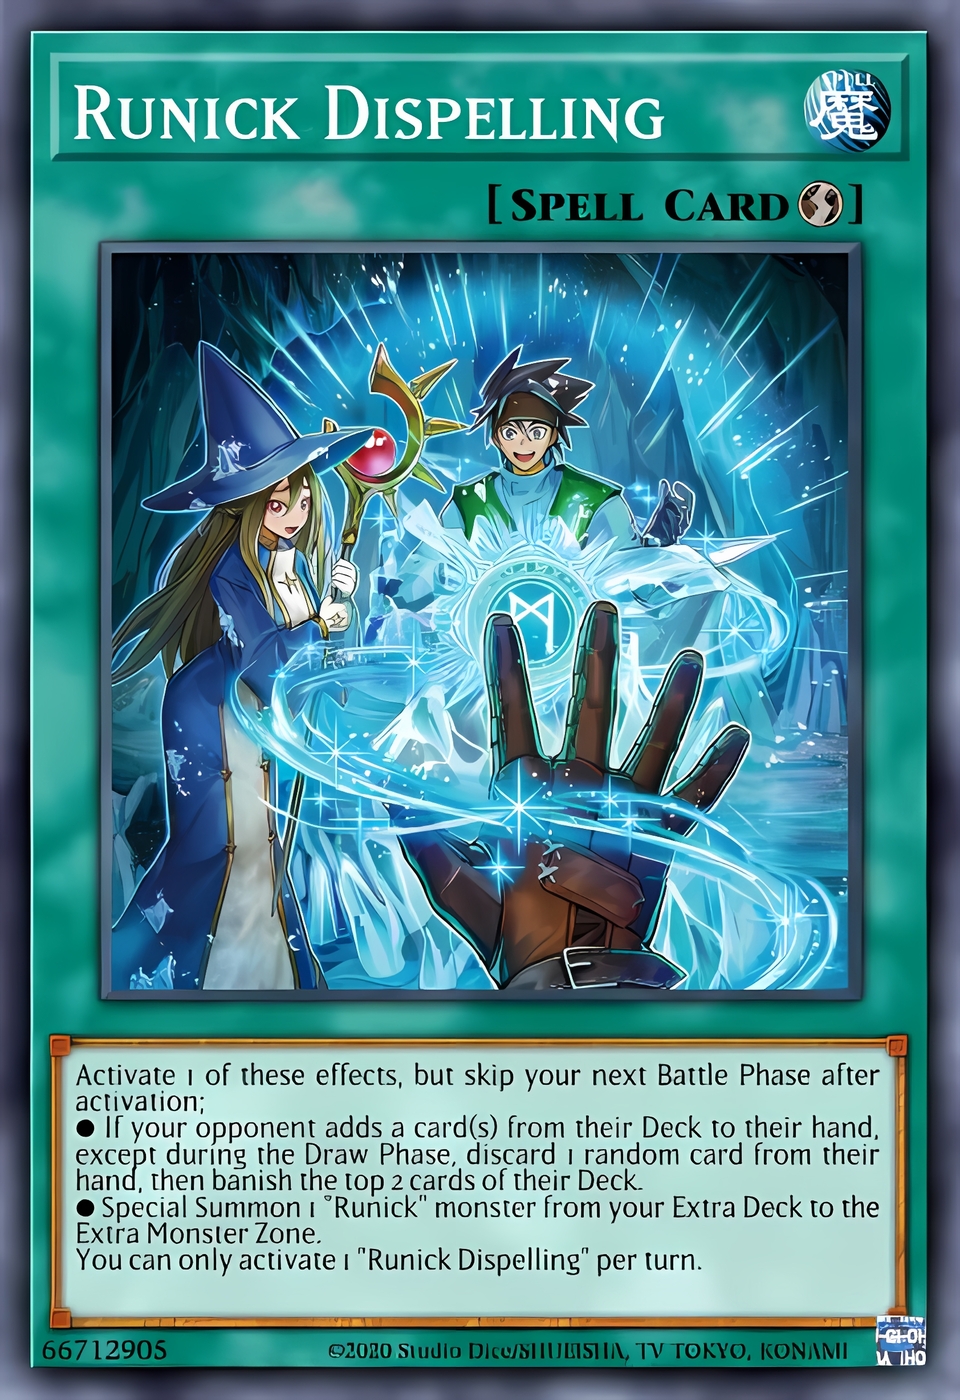 RUNICK DISPELLING
魔
[SPELL CARD]
Activate 1 of these effects, but skip your next Battle Phase after
activation;
● If your opponent adds a card(s) from their Deck to their hand,
except during the Draw Phase, discard 1 random card from their
hand, then banish the top 2 cards of their Deck.
● Special Summon 1 "Runick" monster from your Extra Deck to the
Extra Monster Zone.
You can only activate 1 "Runick Dispelling" per turn.
66712905
©2020 Studio Dice/SHUEISHA, TV TOKYO, KONAMI